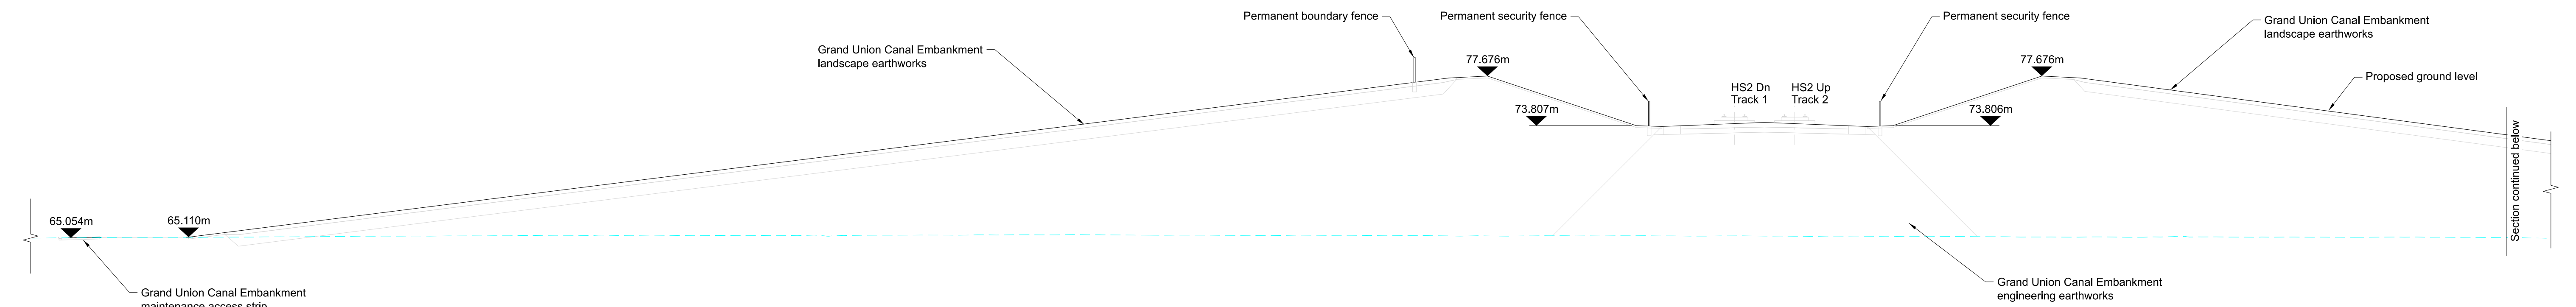 Permanent boundary fence
Permanent security fence
Permanent security fence
Grand Union Canal Embankment
landscape earthworks
Grand Union Canal Embankment
landscape earthworks
77.676m
77.676m
Proposed ground level
HS2 Dn
Track 1
HS2 Up
Track 2
73.807m
73.806m
Section continued below
65.054m
65.110m
Grand Union Canal Embankment
maintenance access strip
Grand Union Canal Embankment
engineering earthworks